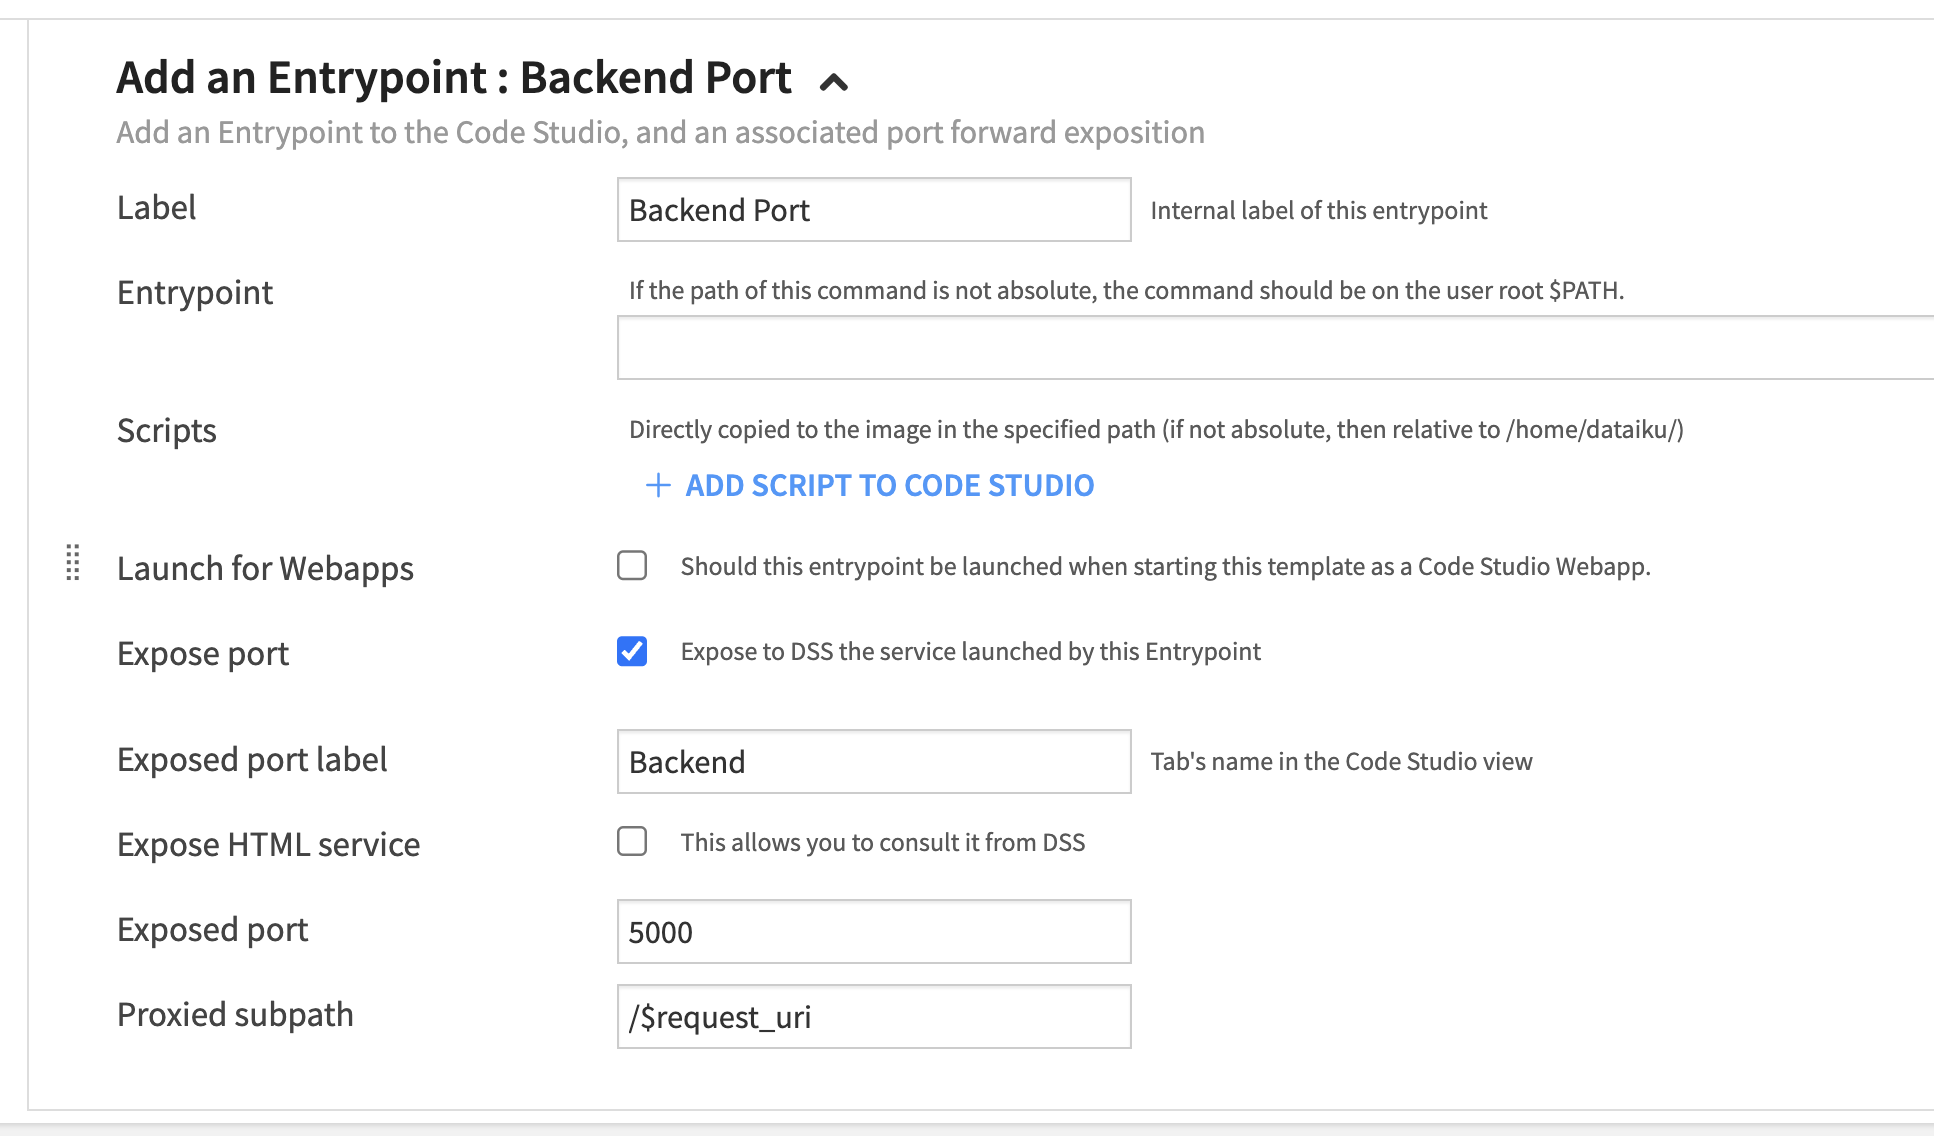 Add an Entrypoint : Backend Port
Add an Entrypoint to the Code Studio, and an associated port forward exposition
Label
Backend Port
Internal label of this entrypoint
Entrypoint
If the path of this command is not absolute, the command should be on the user root $PATH.
Scripts
Directly copied to the image in the specified path (if not absolute, then relative to /home/dataiku/)
+ ADD SCRIPT TO CODE STUDIO
Launch for Webapps
Should this entrypoint be launched when starting this template as a Code Studio Webapp.
Expose port
Expose to DSS the service launched by this Entrypoint
Exposed port label
Backend
Tab's name in the Code Studio view
Expose HTML service
This allows you to consult it from DSS
Exposed port
5000
Proxied subpath
/$request_uri